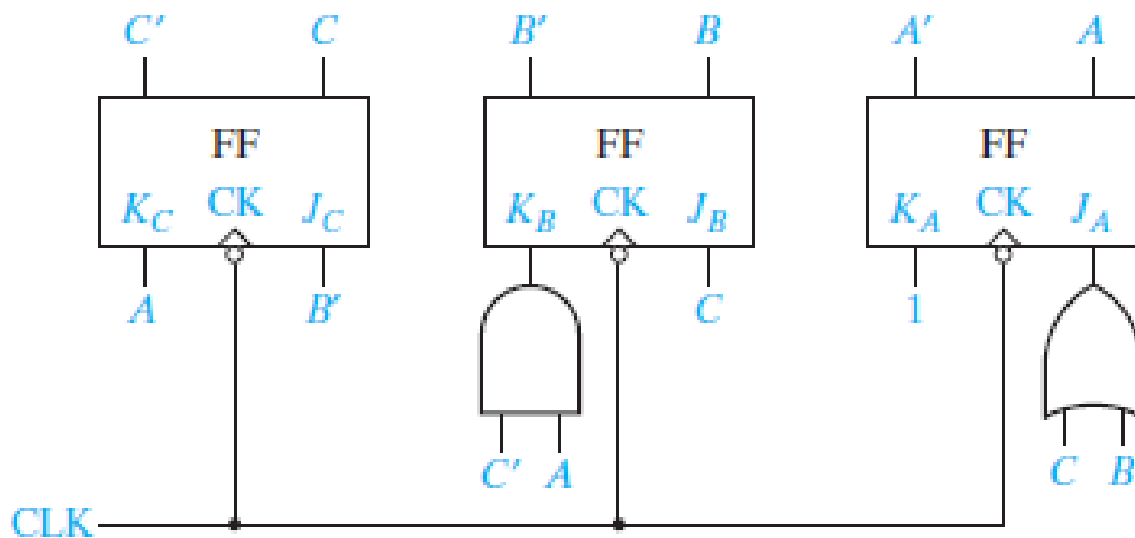 C′ C B′ B A′ A
FF FF FF
K_C CK J_C K_B CK J_B K_A CK J_A
A B′ C 1
C′ A C B
CLK